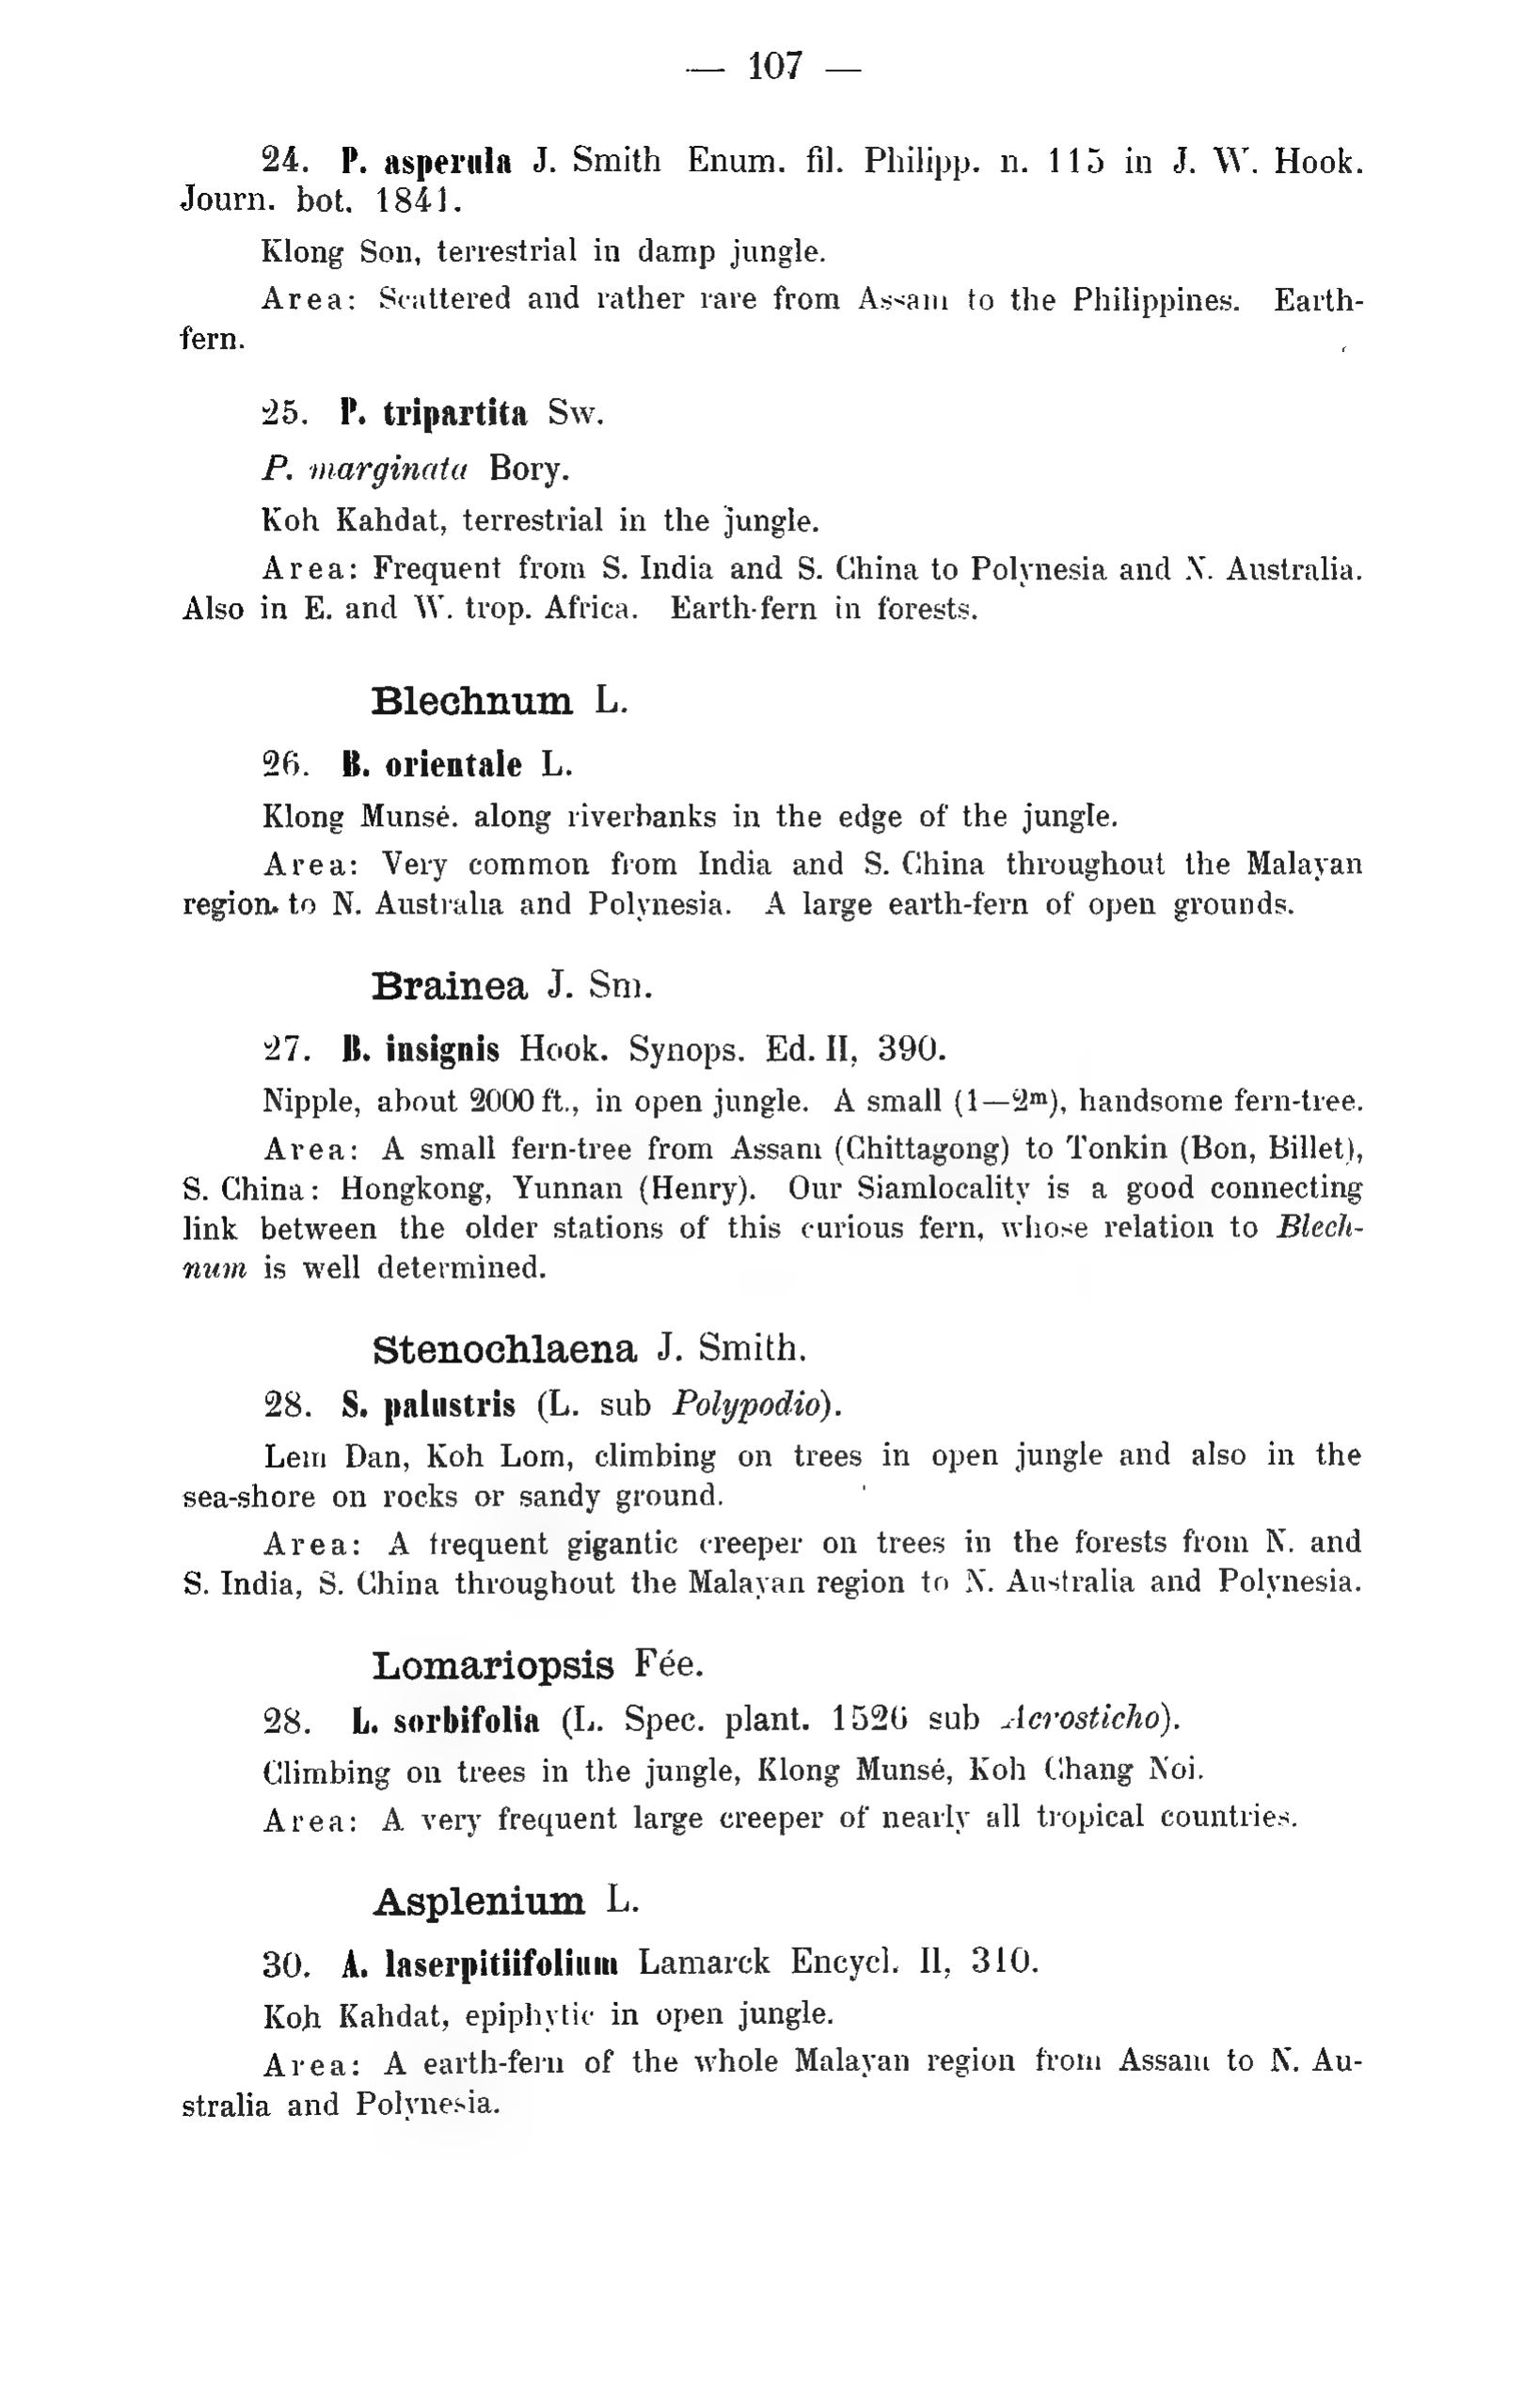 — 107 —
24. P. asperula J. Smith Enum. fil. Philipp. n. 115 in J. W. Hook.
Journ. bot. 1841.
Klong Son, terrestrial in damp jungle.
Area: Scattered and rather rare from Assam to the Philippines. Earth-
fern.
25. P. tripartita Sw.
P. marginata Bory.
Koh Kahdat, terrestrial in the jungle.
Area: Frequent from S. India and S. China to Polynesia and N. Australia.
Also in E. and W. trop. Africa. Earth-fern in forests.
Blechnum L.
26. B. orientale L.
Klong Munsé. along riverbanks in the edge of the jungle.
Area: Very common from India and S. China throughout the Malayan
region. to N. Australia and Polynesia. A large earth-fern of open grounds.
Brainea J. Sm.
27. B. insignis Hook. Synops. Ed. II, 390.
Nipple, about 2000 ft., in open jungle. A small (1—2m), handsome fern-tree.
Area: A small fern-tree from Assam (Chittagong) to Tonkin (Bon, Billet),
S. China: Hongkong, Yunnan (Henry). Our Siamlocality is a good connecting
link between the older stations of this curious fern, whose relation to Blech-
num is well determined.
Stenochlaena J. Smith.
28. S. palustris (L. sub Polypodio).
Lem Dan, Koh Lom, climbing on trees in open jungle and also in the
sea-shore on rocks or sandy ground.
Area: A frequent gigantic creeper on trees in the forests from N. and
S. India, S. China throughout the Malayan region to N. Australia and Polynesia.
Lomariopsis Fée.
28. L. sorbifolia (L. Spec. plant. 1526 sub Acrosticho).
Climbing on trees in the jungle, Klong Munsé, Koh Chang Noi.
Area: A very frequent large creeper of nearly all tropical countries.
Asplenium L.
30. A. laserpitiifolium Lamarck Encycl. II, 310.
Koh Kahdat, epiphytic in open jungle.
Area: A earth-fern of the whole Malayan region from Assam to N. Au-
stralia and Polynesia.